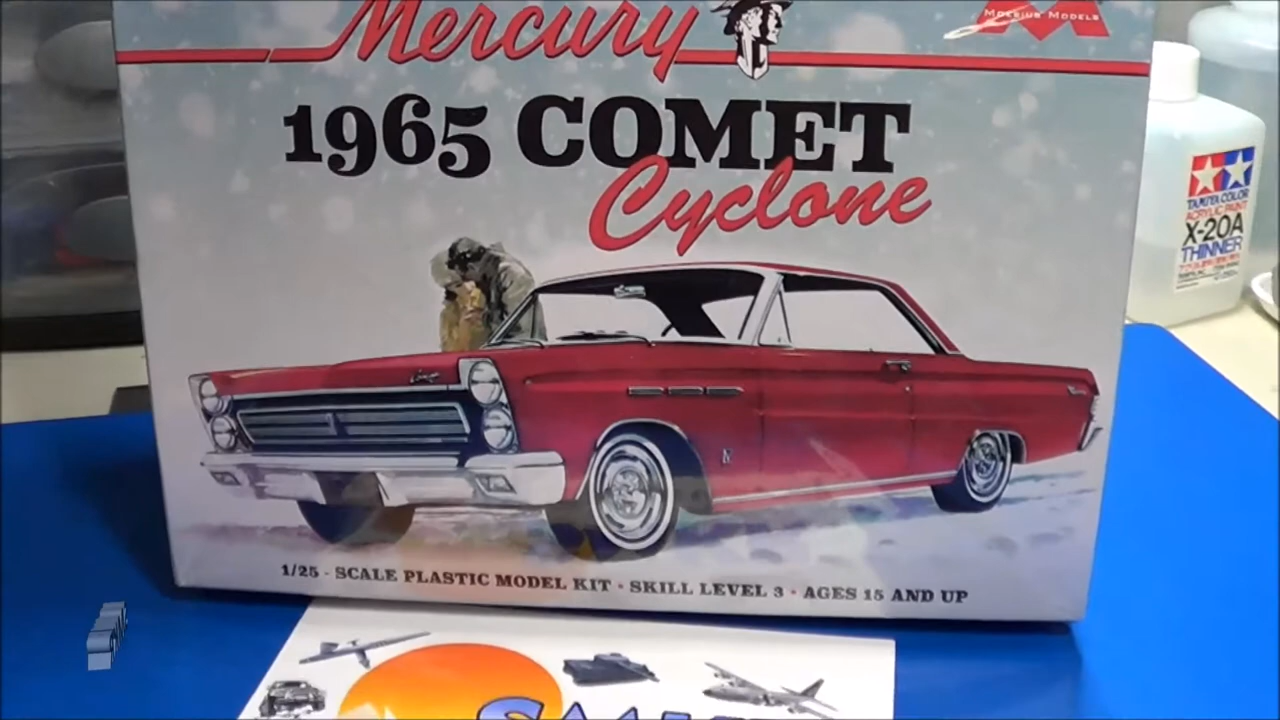 Mercury
MOEBIUS MODELS
1965 COMET
Cyclone
1/25 - SCALE PLASTIC MODEL KIT • SKILL LEVEL 3 • AGES 15 AND UP
TAMIYA COLOR
ACRYLIC PAINT
X-20A
THINNER